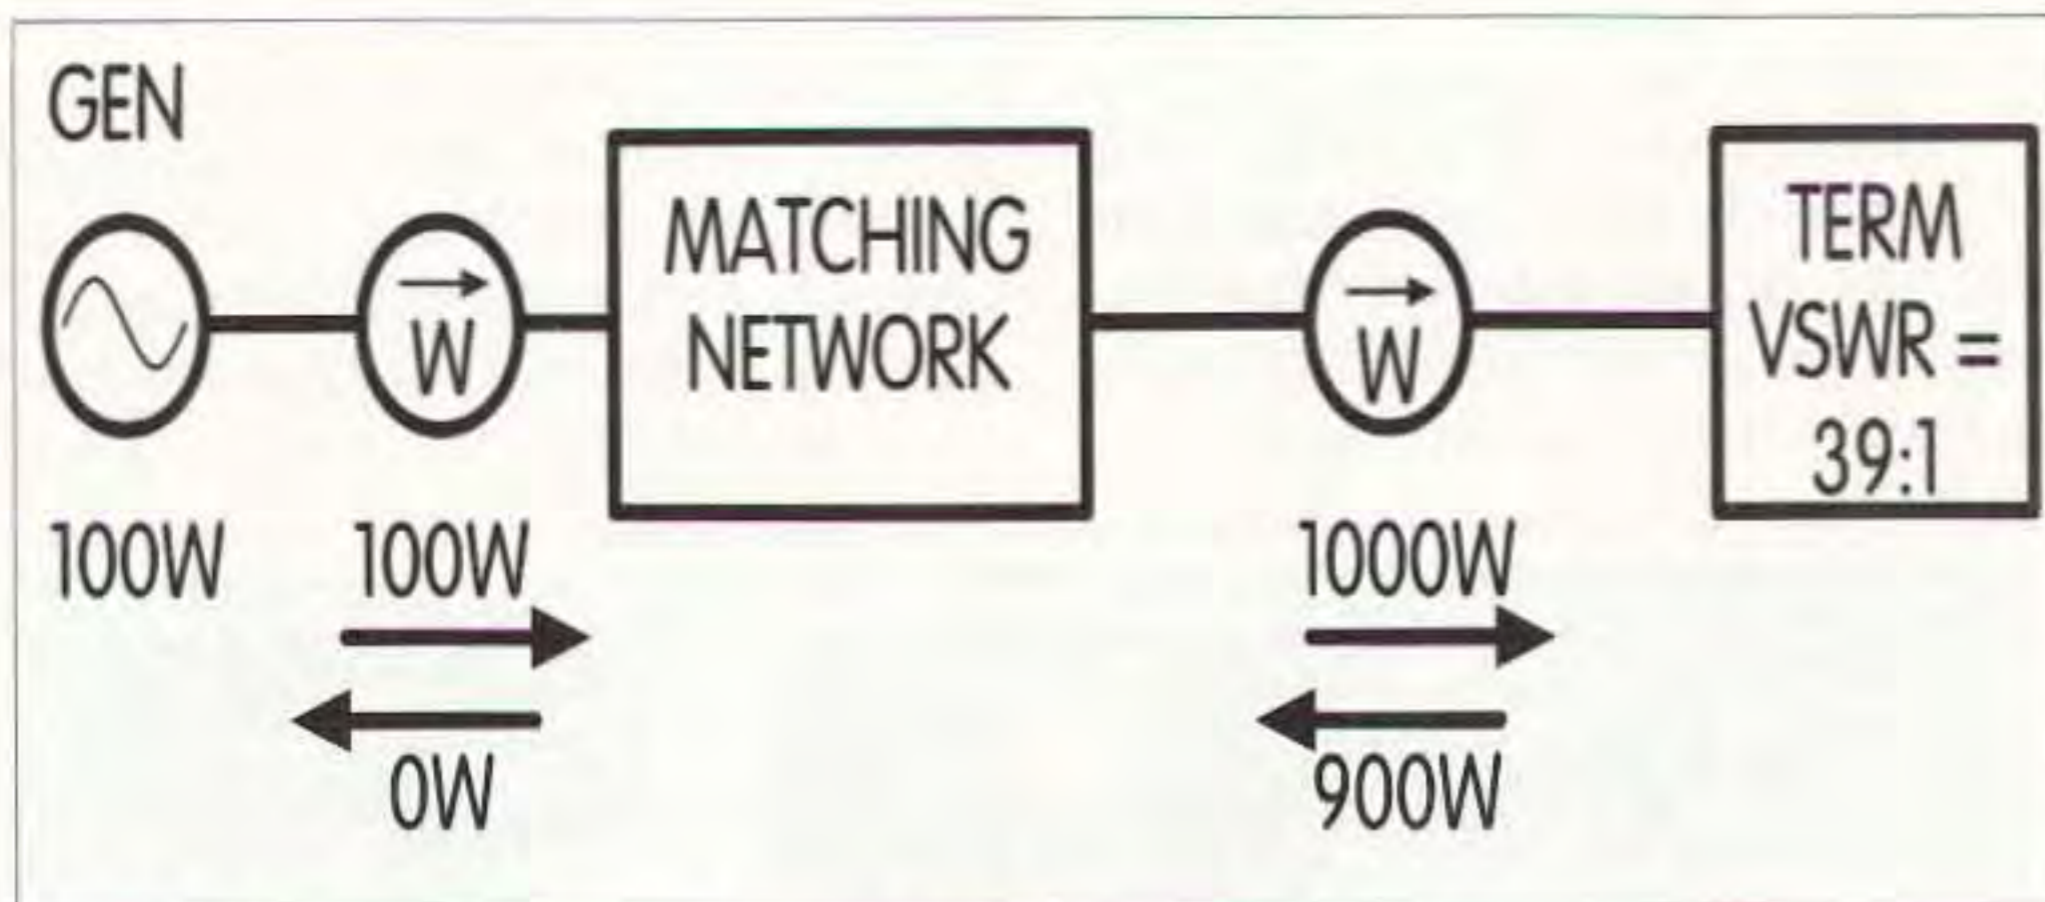 GEN
W
MATCHING
NETWORK
W
TERM
VSWR =
39:1
100W
100W
0W
1000W
900W